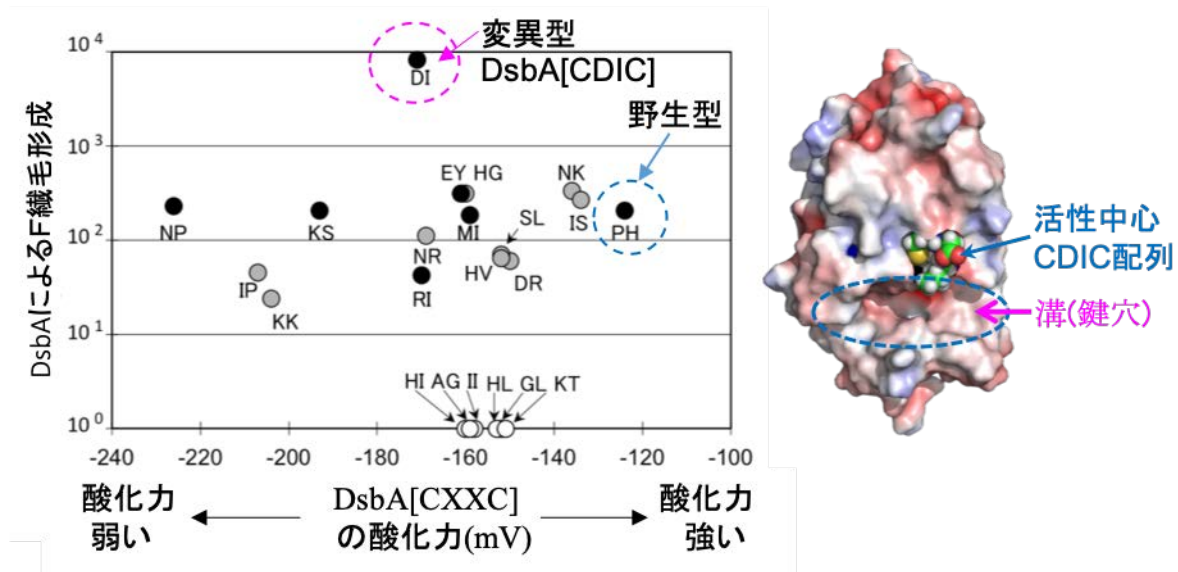 変異型
DsbA[CDIC]
野生型
DsbAによるF繊毛形成
10⁴
10³
10²
10¹
10⁰
DI
EY HG
NK
NP
KS
MI
SL
IS
PH
NR
HV
DR
IP
KK
RI
HI AG II HL GL KT
-240 -220 -200 -180 -160 -140 -120 -100
酸化力
弱い
DsbA[CXXC]
の酸化力(mV)
酸化力
強い
活性中心
CDIC配列
溝(鍵穴)